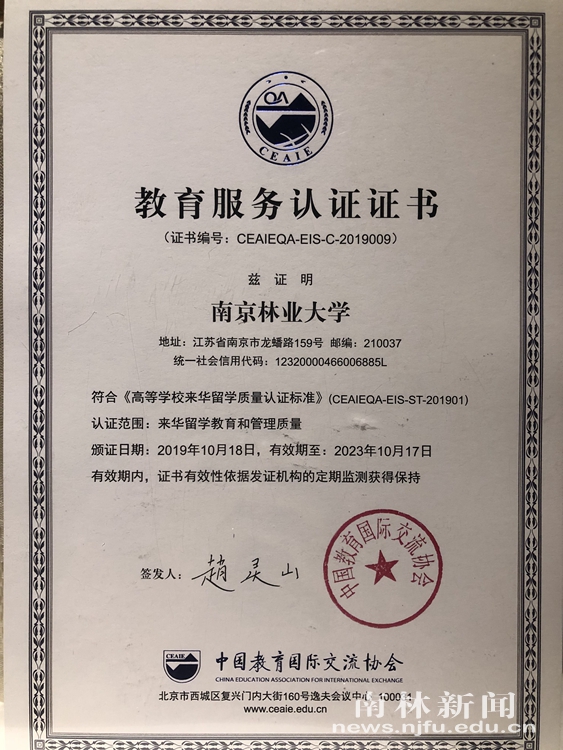 QA
CEAIE
教育服务认证证书
（证书编号：CEAIEQA-EIS-C-2019009）
兹 证 明
南京林业大学
地址：江苏省南京市龙蟠路159号 邮编：210037
统一社会信用代码：12320000466006885L
符合《高等学校来华留学质量认证标准》(CEAIEQA-EIS-ST-201901)
认证范围：来华留学教育和管理质量
颁证日期：2019年10月18日，有效期至：2023年10月17日
有效期内，证书有效性依据发证机构的定期监测获得保持
中国教育国际交流协会
签发人：赵灵山
CEAIE
中国教育国际交流协会
CHINA EDUCATION ASSOCIATION FOR INTERNATIONAL EXCHANGE
北京市西城区复兴门内大街160号逸夫会议中心
www.ceaie.edu.cn
南林新闻
news.njfu.edu.cn